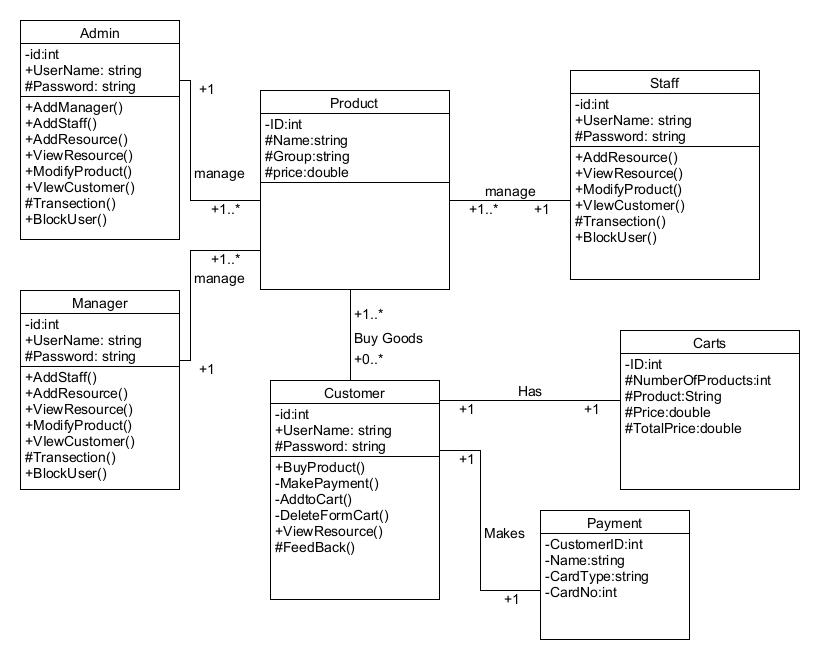 Admin
-id:int
+UserName: string
#Password: string
+AddManager()
+AddStaff()
+AddResource()
+ViewResource()
+ModifyProduct()
+VIewCustomer()
#Transection()
+BlockUser()
+1
manage
+1..*
Product
-ID:int
#Name:string
#Group:string
#price:double
manage
+1..*
+1
Staff
-id:int
+UserName: string
#Password: string
+AddResource()
+ViewResource()
+ModifyProduct()
+VIewCustomer()
#Transection()
+BlockUser()
+1..*
manage
+1
Manager
-id:int
+UserName: string
#Password: string
+AddStaff()
+AddResource()
+ViewResource()
+ModifyProduct()
+VIewCustomer()
#Transection()
+BlockUser()
+1..*
Buy Goods
+0..*
Customer
-id:int
+UserName: string
#Password: string
+BuyProduct()
-MakePayment()
-AddtoCart()
-DeleteFormCart()
+ViewResource()
#FeedBack()
Has
+1
+1
Carts
-ID:int
#NumberOfProducts:int
#Product:String
#Price:double
#TotalPrice:double
+1
Makes
+1
Payment
-CustomerID:int
-Name:string
-CardType:string
-CardNo:int